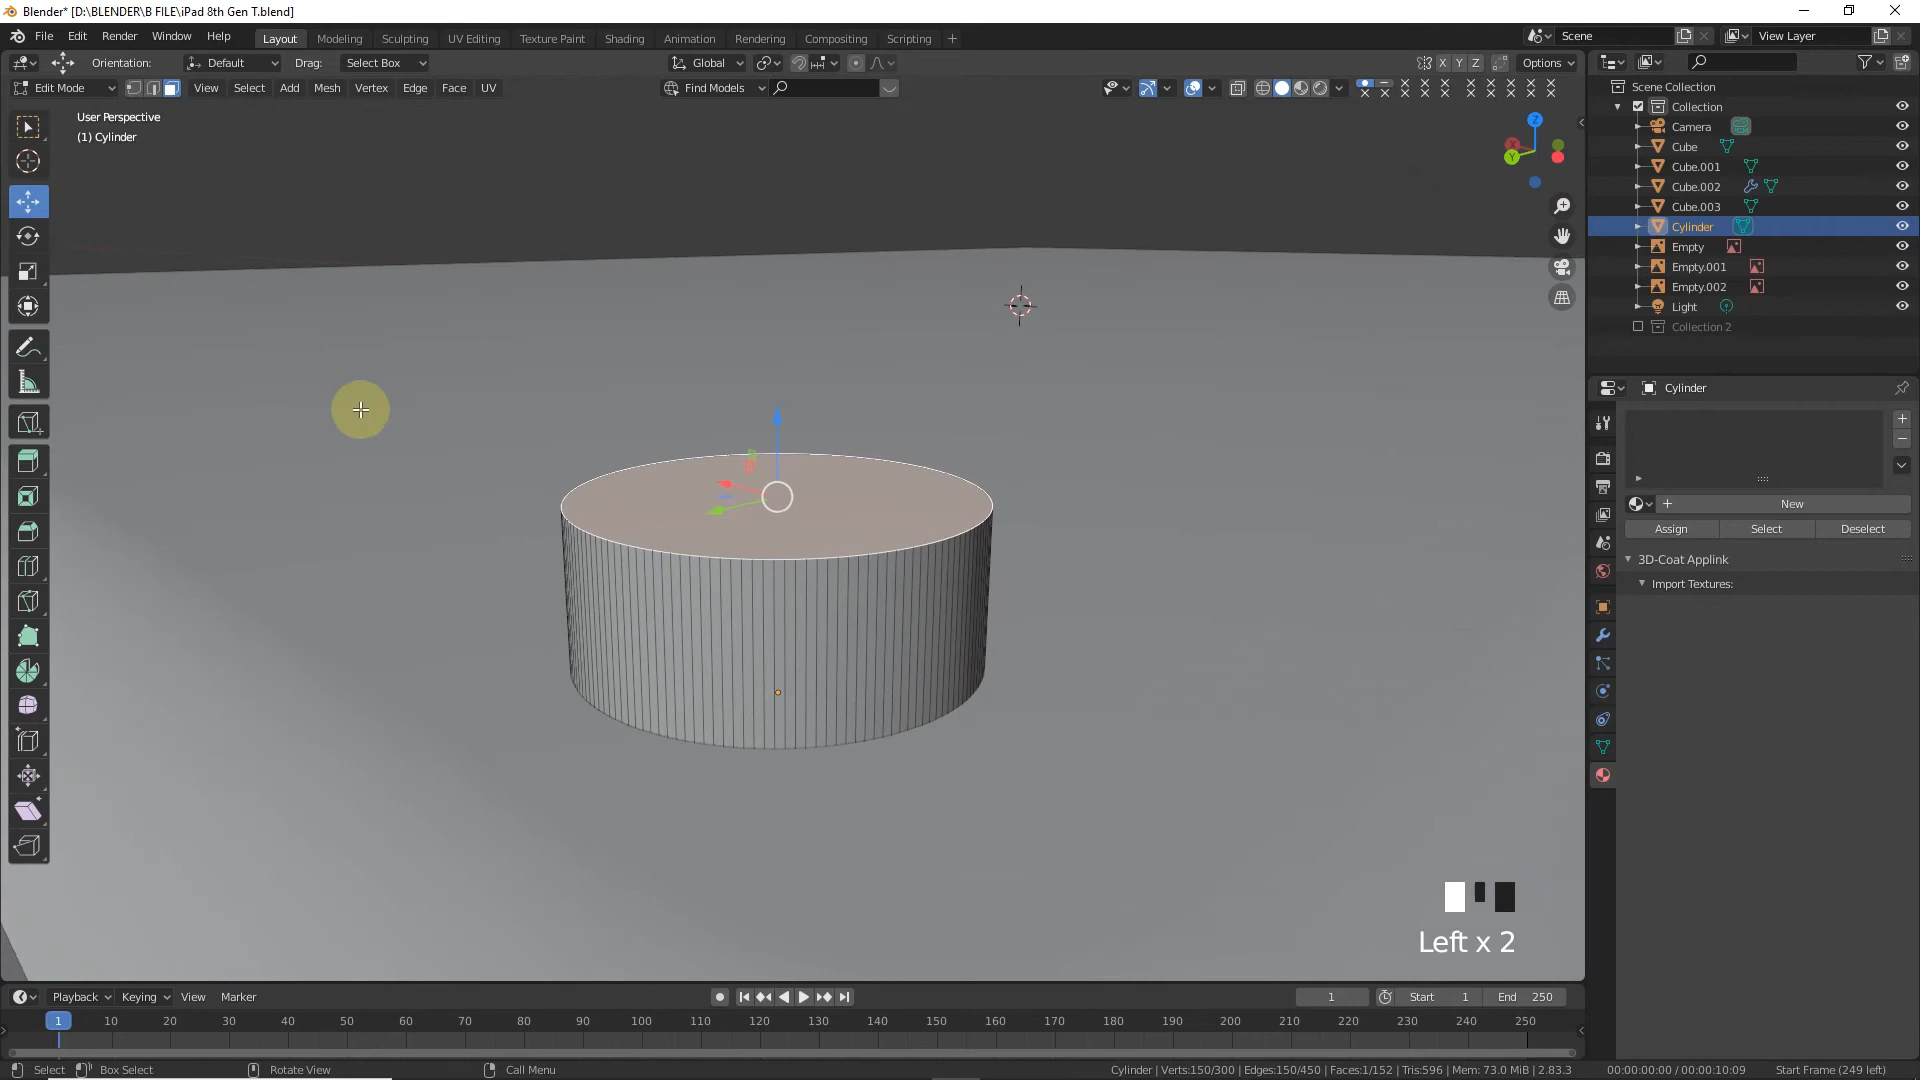 Blender* [D:\BLENDER\B FILE\iPad 8th Gen T.blend]
File Edit Render Window Help Layout Modeling Sculpting UV Editing Texture Paint Shading Animation Rendering Compositing Scripting + Scene View Layer
Orientation: Default Drag: Select Box Global X Y Z Options
Edit Mode View Select Add Mesh Vertex Edge Face UV Find Models
User Perspective
(1) Cylinder
Z
X
Y
Scene Collection
Collection
Camera
Cube
Cube.001
Cube.002
Cube.003
Cylinder
Empty
Empty.001
Empty.002
Light
Collection 2
Cylinder
New
Assign Select Deselect
3D-Coat Applink
Import Textures:
Left x 2
Playback Keying View Marker 1 Start 1 End 250
1 10 20 30 40 50 60 70 80 90 100 110 120 130 140 150 160 170 180 190 200 210 220 230 240 250
Select Box Select Rotate View Call Menu Cylinder | Verts:150/300 | Edges:150/450 | Faces:1/152 | Tris:596 | Mem: 73.0 MiB | 2.83.3 00:00:00:00 / 00:00:10:09 Start Frame (249 left)